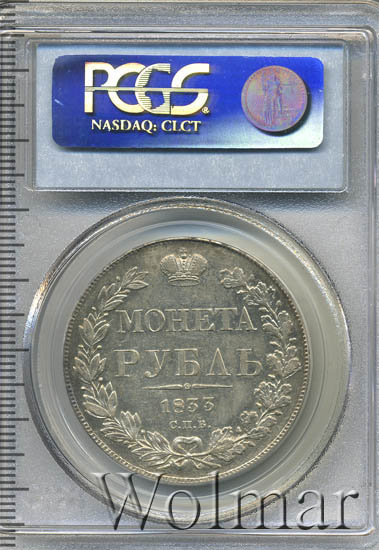 PCGS
NASDAQ: CLCT
МОНЕТА
РУБЛЬ
1833
С.П.Б.
Wolmar